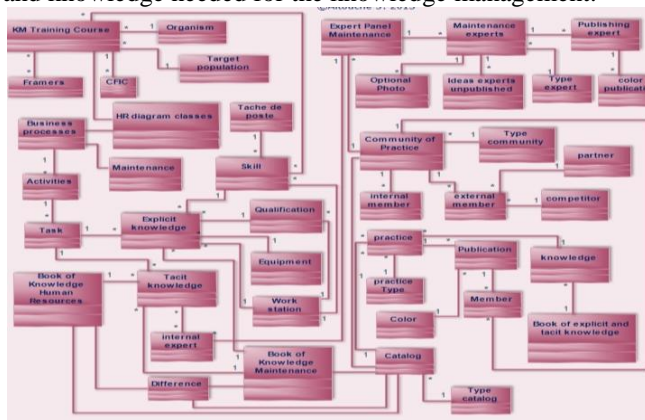 and knowledge needed for the knowledge management.
KM Training Course
Organism
Target
population
Framers
CFIC
HR diagram classes
Business
processes
Tache de
poste
Maintenance
Skill
Activities
Task
Explicit
knowledge
Qualification
Equipment
Book of
Knowledge
Human
Resources
Tacit
knowledge
Work
station
internal
expert
Book of
Knowledge
Maintenance
Difference
Expert Panel
Maintenance
Maintenance
experts
Publishing
expert
Optional
Photo
Ideas experts
unpublished
Type
expert
color
publicatio
Community of
Practice
Type
community
partner
internal
member
external
member
competitor
practice
Publication
knowledge
practice
Type
Member
Color
Book of explicit and
tacit knowledge
Catalog
Type
catalog